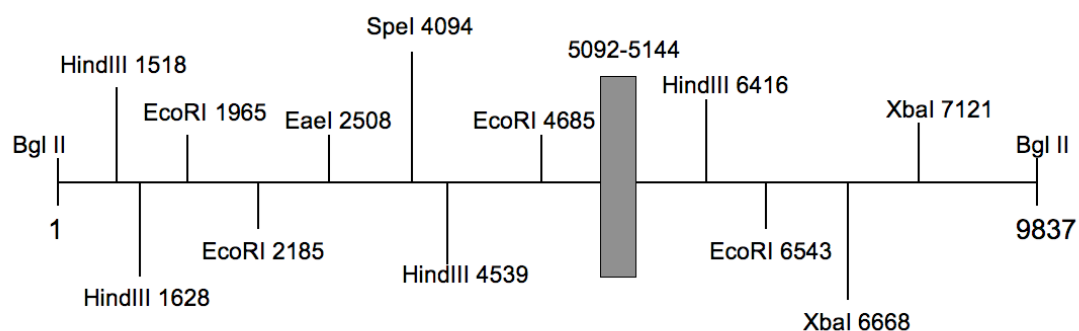 SpeI 4094
5092-5144
HindIII 1518
HindIII 6416
EcoRI 1965
EaeI 2508
EcoRI 4685
XbaI 7121
Bgl II
Bgl II
1
9837
EcoRI 2185
EcoRI 6543
HindIII 4539
HindIII 1628
XbaI 6668